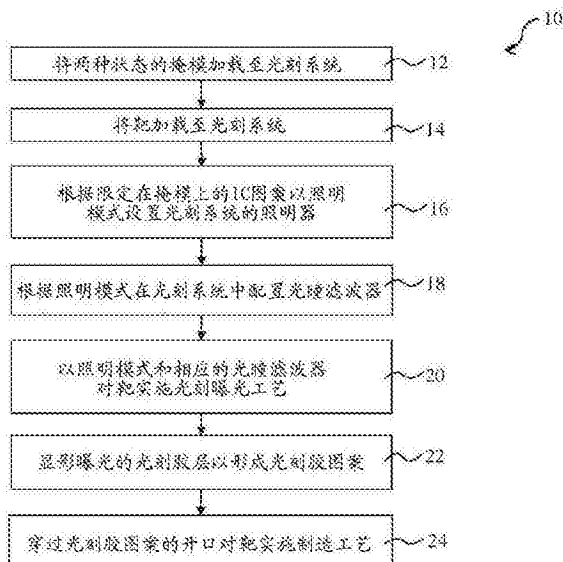 10
将两种状态的掩模加载至光刻系统
12
将靶加载至光刻系统
14
根据限定在掩模上的IC图案以照明
模式设置光刻系统的照明器
16
根据照明模式在光刻系统中配置光瞳滤波器
18
以照明模式和相应的光瞳滤波器
对靶实施光刻曝光工艺
20
显影曝光的光刻胶层以形成光刻胶图案
22
穿过光刻胶图案的开口对靶实施制造工艺
24